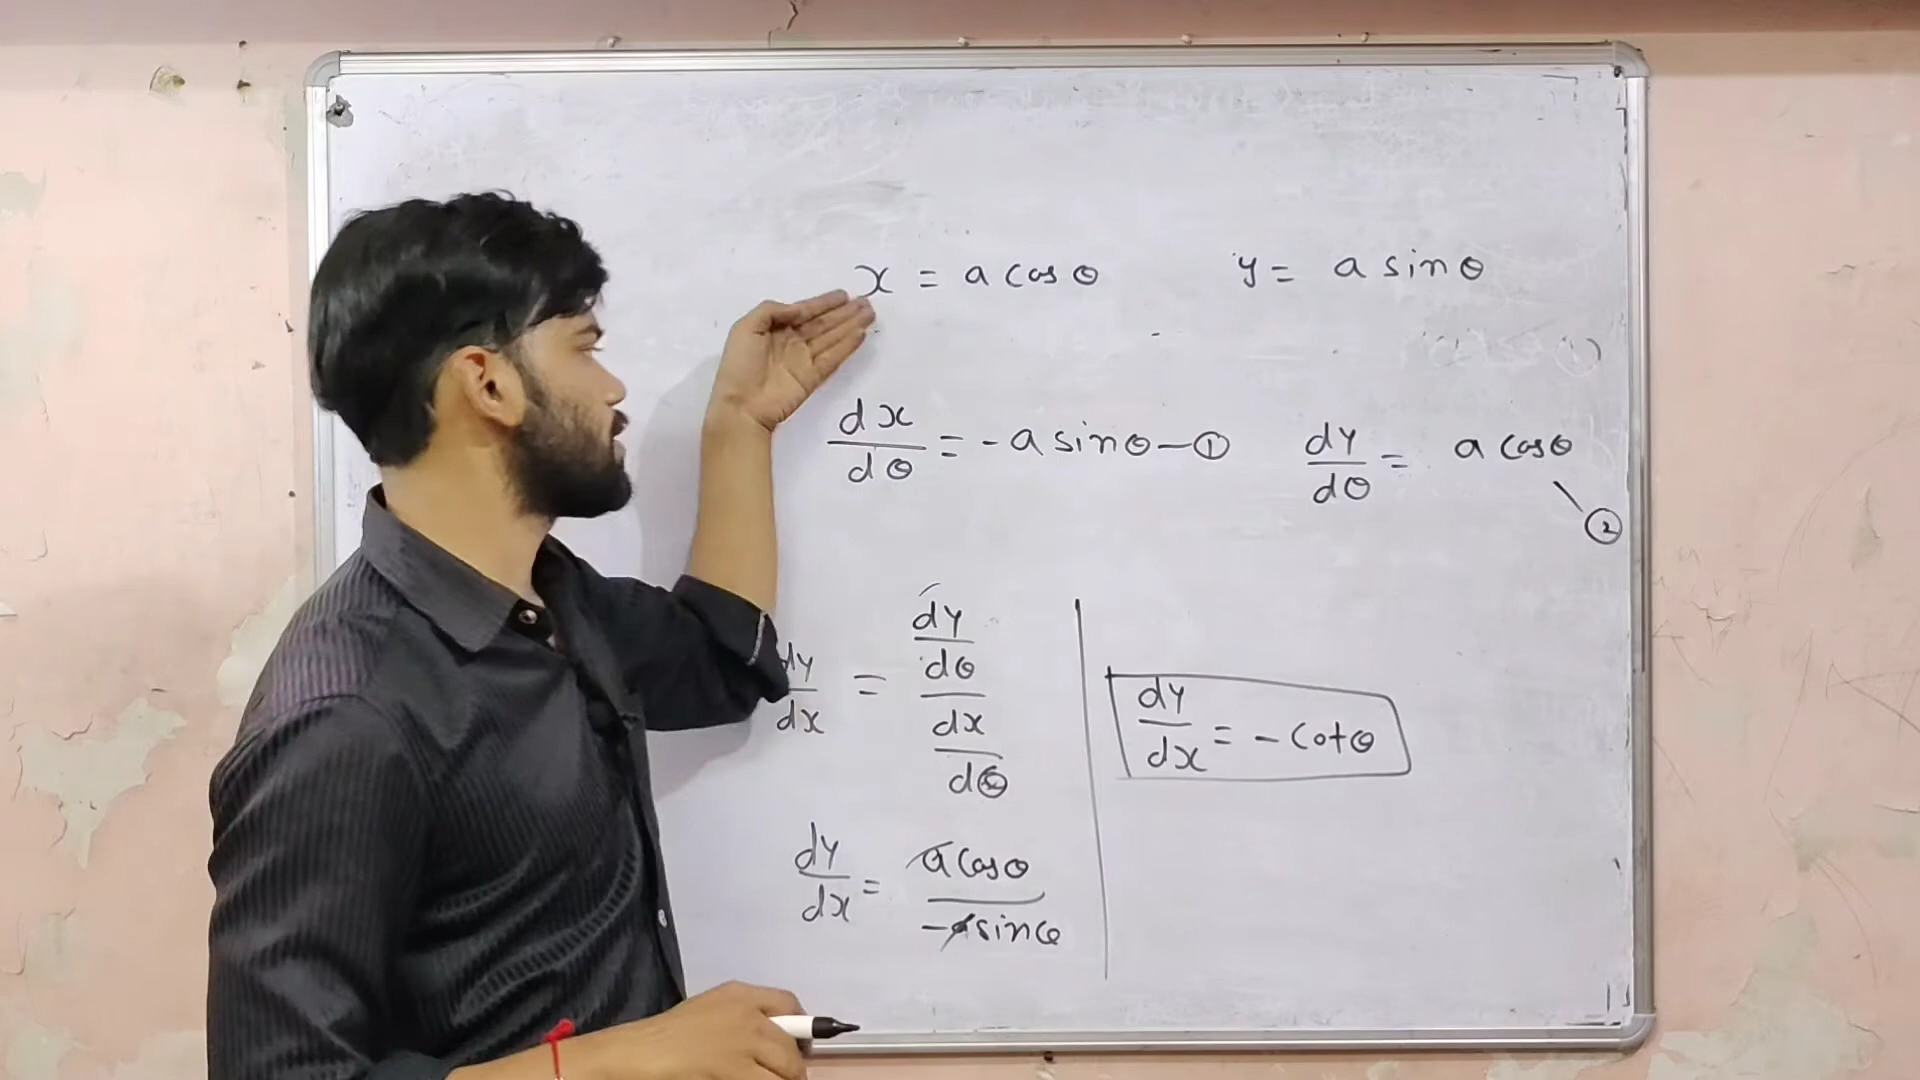 x = a cosθ y = a sinθ
dx/dθ = - a sinθ — ① dy/dθ = a cosθ — ②
dy/dx = (dy/dθ)/(dx/dθ)
dy/dx = - cotθ
dy/dx = a cosθ / - a sinθ